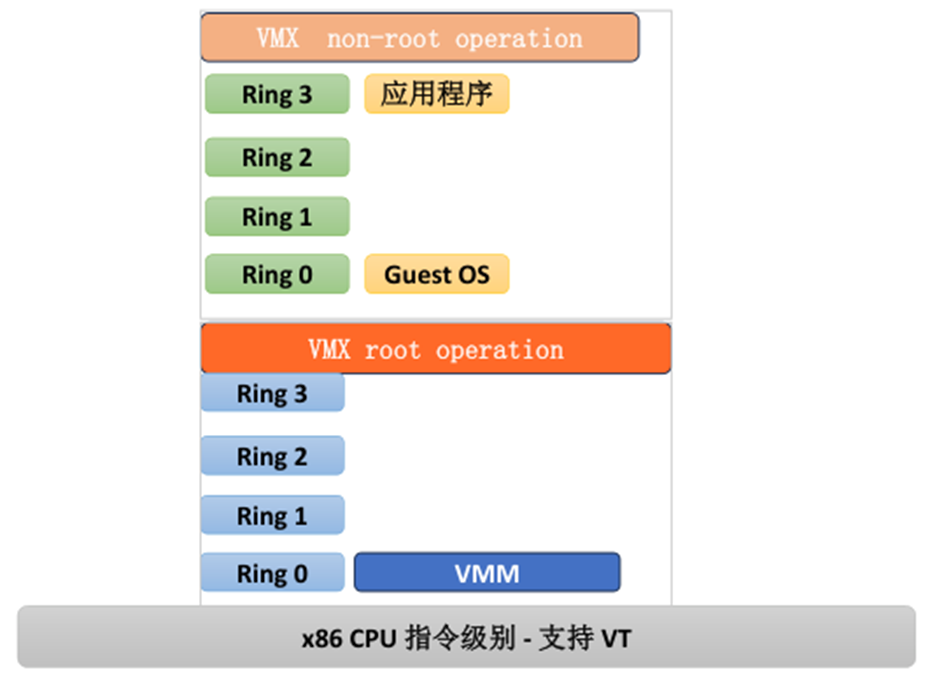 VMX non-root operation
Ring 3 应用程序
Ring 2
Ring 1
Ring 0 Guest OS
VMX root operation
Ring 3
Ring 2
Ring 1
Ring 0 VMM
x86 CPU 指令级别 - 支持 VT